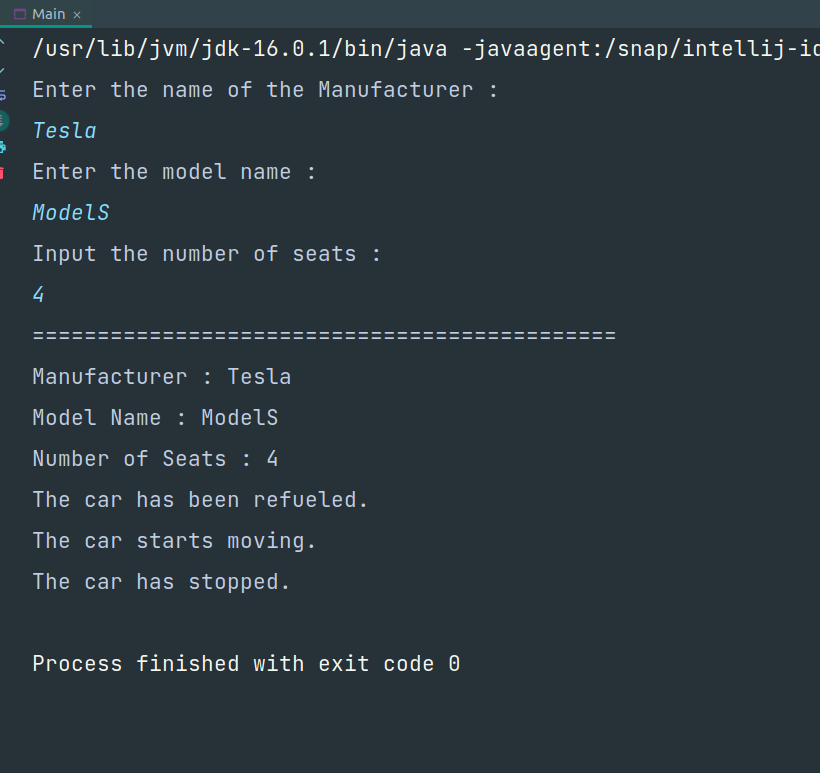 Main ×
/usr/lib/jvm/jdk-16.0.1/bin/java -javaagent:/snap/intellij-id
Enter the name of the Manufacturer :
Tesla
Enter the model name :
ModelS
Input the number of seats :
4
=============================================
Manufacturer : Tesla
Model Name : ModelS
Number of Seats : 4
The car has been refueled.
The car starts moving.
The car has stopped.
Process finished with exit code 0